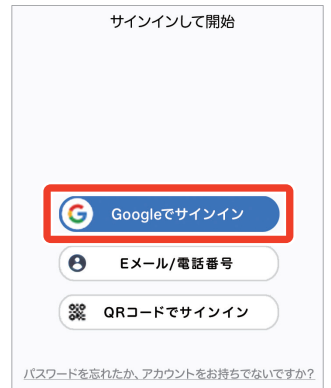 サインインして開始
Googleでサインイン
Eメール/電話番号
QRコードでサインイン
パスワードを忘れたか、アカウントをお持ちでないですか?